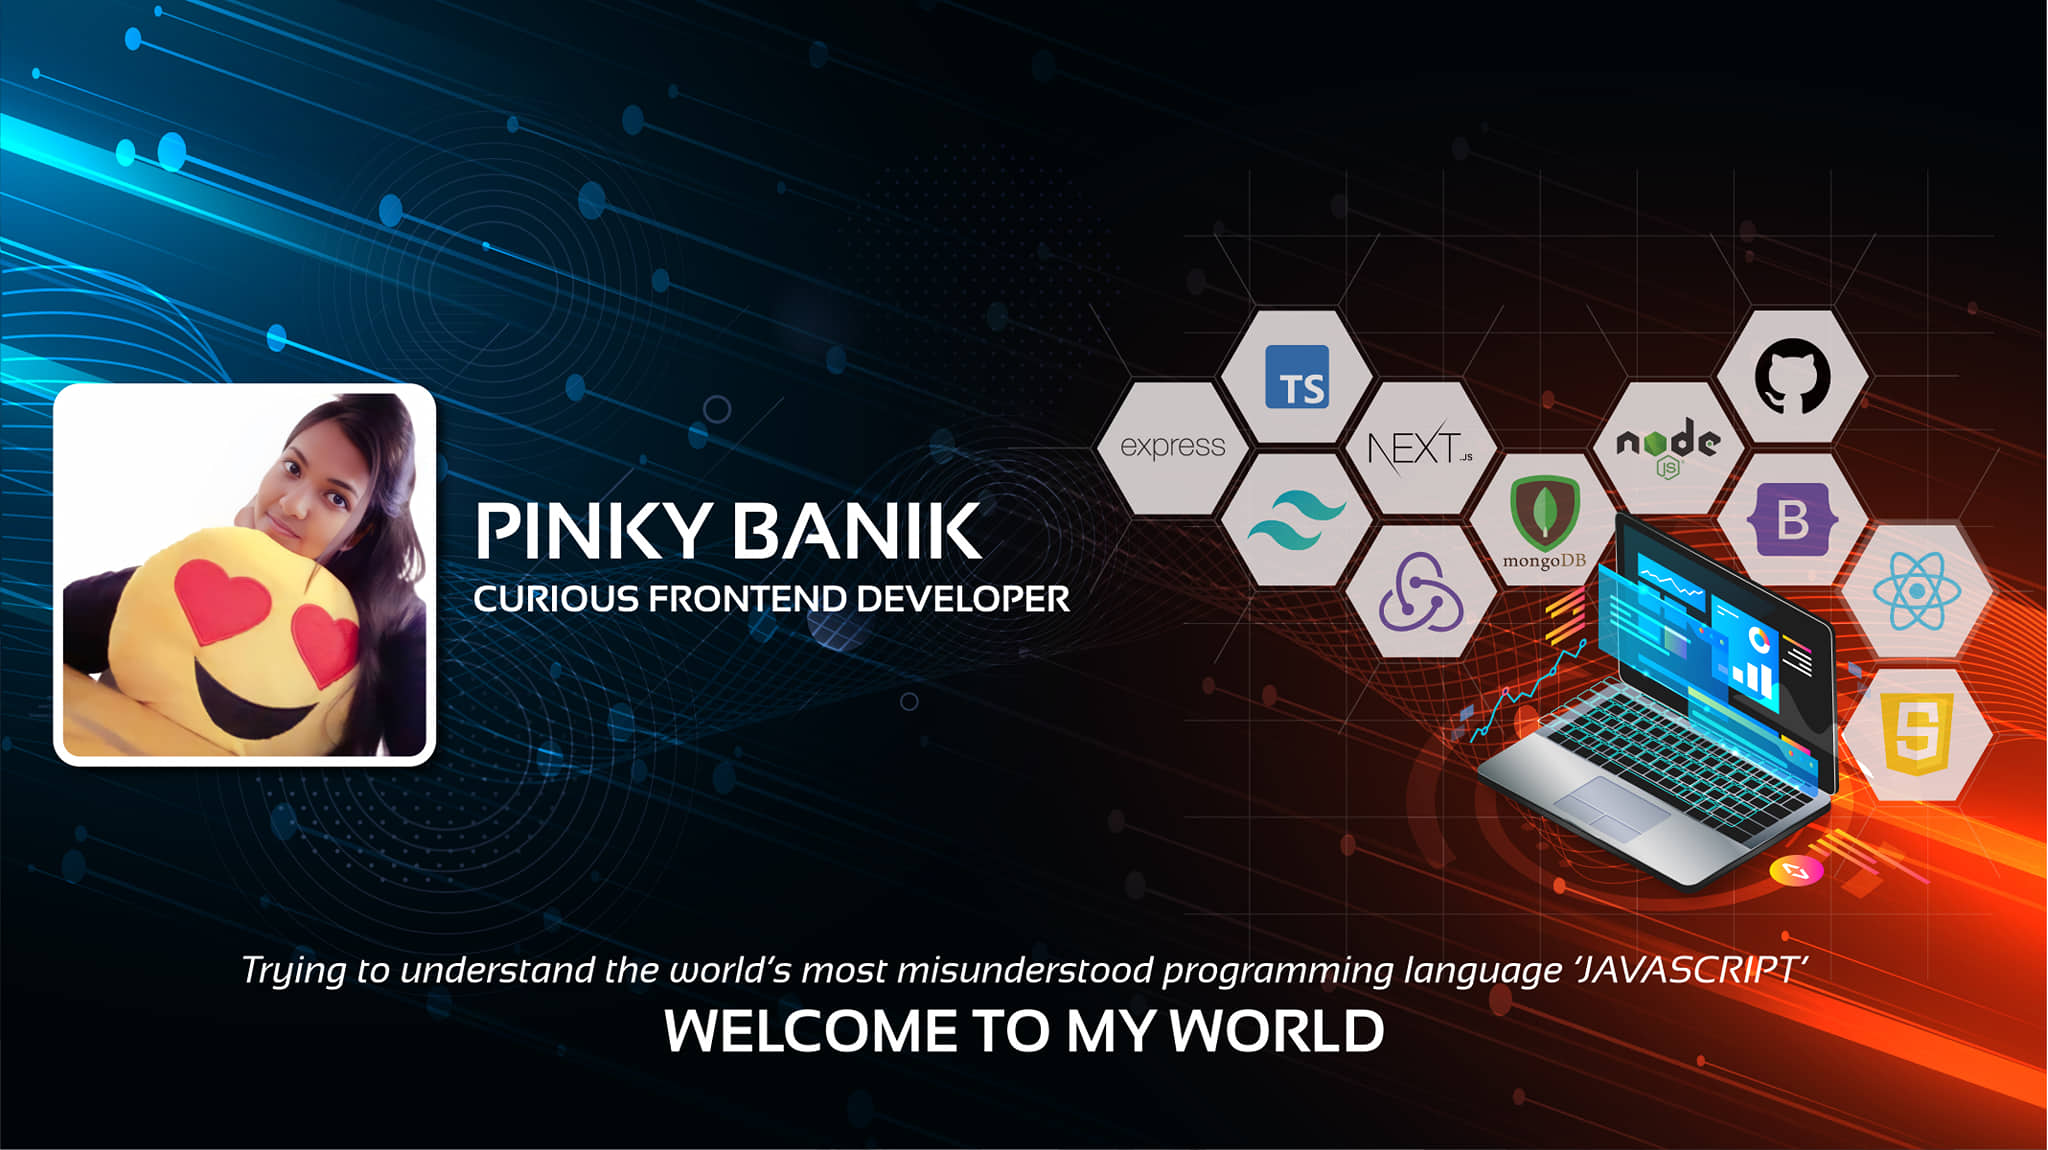 PINKY BANIK
CURIOUS FRONTEND DEVELOPER
express
TS
NEXT.JS
mongoDB
node
JS
B
Trying to understand the world's most misunderstood programming language 'JAVASCRIPT'
WELCOME TO MY WORLD